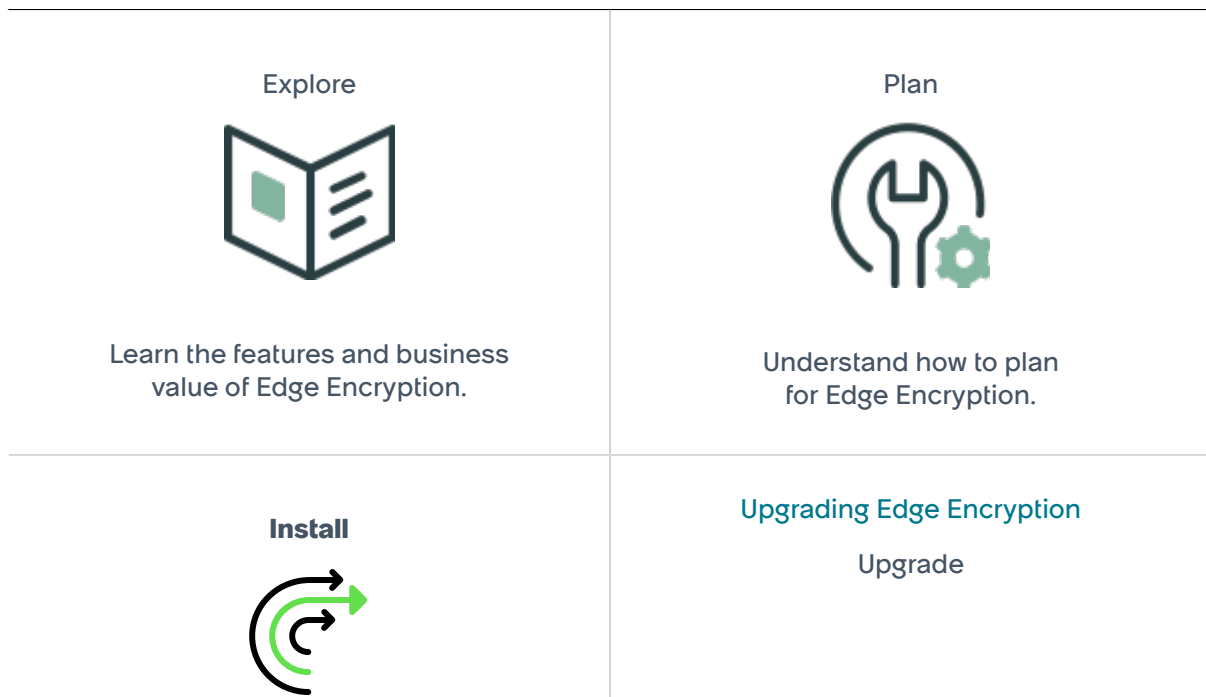 Explore
Learn the features and business
value of Edge Encryption.
Plan
Understand how to plan
for Edge Encryption.
Install
Upgrading Edge Encryption
Upgrade